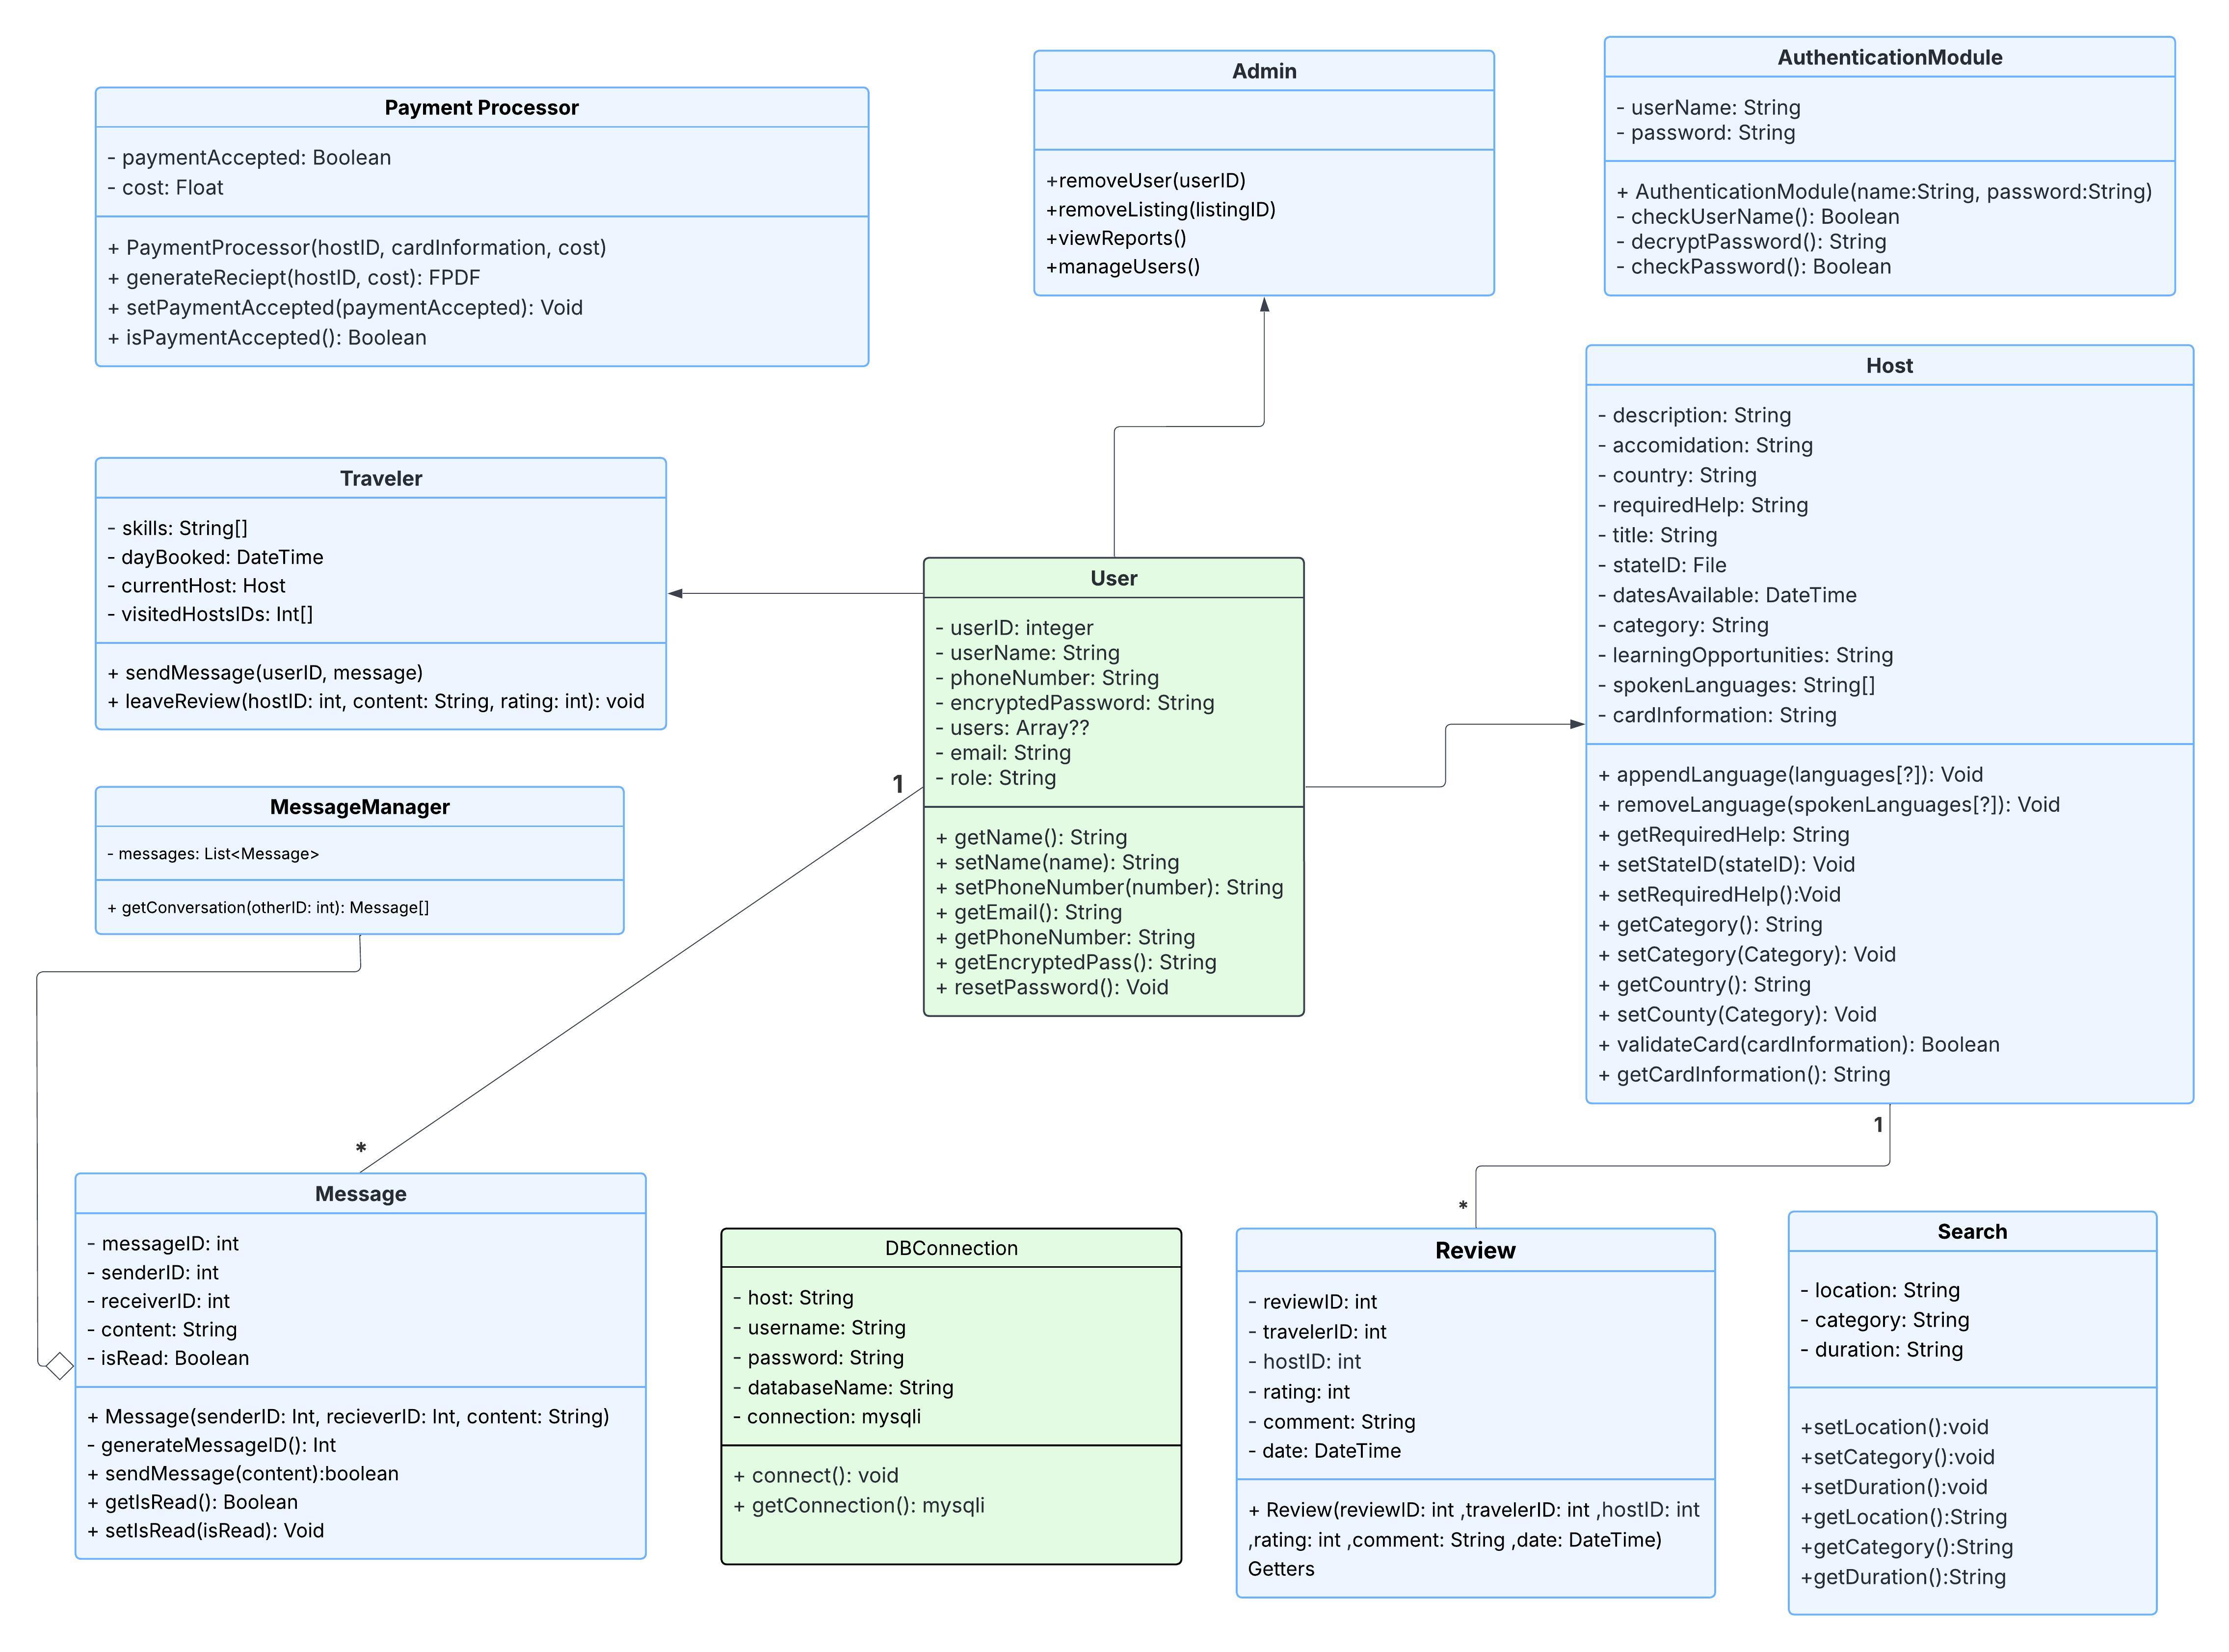 Payment Processor
- paymentAccepted: Boolean
- cost: Float
+ PaymentProcessor(hostID, cardInformation, cost)
+ generateReciept(hostID, cost): FPDF
+ setPaymentAccepted(paymentAccepted): Void
+ isPaymentAccepted(): Boolean
Admin
+removeUser(userID)
+removeListing(listingID)
+viewReports()
+manageUsers()
AuthenticationModule
- userName: String
- password: String
+ AuthenticationModule(name:String, password:String)
- checkUserName(): Boolean
- decryptPassword(): String
- checkPassword(): Boolean
Traveler
- skills: String[]
- dayBooked: DateTime
- currentHost: Host
- visitedHostsIDs: Int[]
+ sendMessage(userID, message)
+ leaveReview(hostID: int, content: String, rating: int): void
User
- userID: integer
- userName: String
- phoneNumber: String
- encryptedPassword: String
- users: Array??
- email: String
- role: String
+ getName(): String
+ setName(name): String
+ setPhoneNumber(number): String
+ getEmail(): String
+ getPhoneNumber: String
+ getEncryptedPass(): String
+ resetPassword(): Void
Host
- description: String
- accomidation: String
- country: String
- requiredHelp: String
- title: String
- stateID: File
- datesAvailable: DateTime
- category: String
- learningOpportunities: String
- spokenLanguages: String[]
- cardInformation: String
+ appendLanguage(languages[?]): Void
+ removeLanguage(spokenLanguages[?]): Void
+ getRequiredHelp: String
+ setStateID(stateID): Void
+ setRequiredHelp():Void
+ getCategory(): String
+ setCategory(Category): Void
+ getCountry(): String
+ setCounty(Category): Void
+ validateCard(cardInformation): Boolean
+ getCardInformation(): String
MessageManager
- messages: List<Message>
+ getConversation(otherID: int): Message[]
1
*
1
*
Message
- messageID: int
- senderID: int
- receiverID: int
- content: String
- isRead: Boolean
+ Message(senderID: Int, recieverID: Int, content: String)
- generateMessageID(): Int
+ sendMessage(content):boolean
+ getIsRead(): Boolean
+ setIsRead(isRead): Void
DBConnection
- host: String
- username: String
- password: String
- databaseName: String
- connection: mysqli
+ connect(): void
+ getConnection(): mysqli
Review
- reviewID: int
- travelerID: int
- hostID: int
- rating: int
- comment: String
- date: DateTime
+ Review(reviewID: int ,travelerID: int ,hostID: int
,rating: int ,comment: String ,date: DateTime)
Getters
Search
- location: String
- category: String
- duration: String
+setLocation():void
+setCategory():void
+setDuration():void
+getLocation():String
+getCategory():String
+getDuration():String